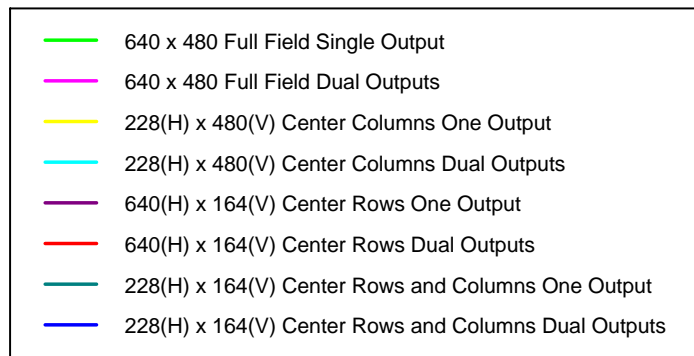 640 x 480 Full Field Single Output
640 x 480 Full Field Dual Outputs
228(H) x 480(V) Center Columns One Output
228(H) x 480(V) Center Columns Dual Outputs
640(H) x 164(V) Center Rows One Output
640(H) x 164(V) Center Rows Dual Outputs
228(H) x 164(V) Center Rows and Columns One Output
228(H) x 164(V) Center Rows and Columns Dual Outputs